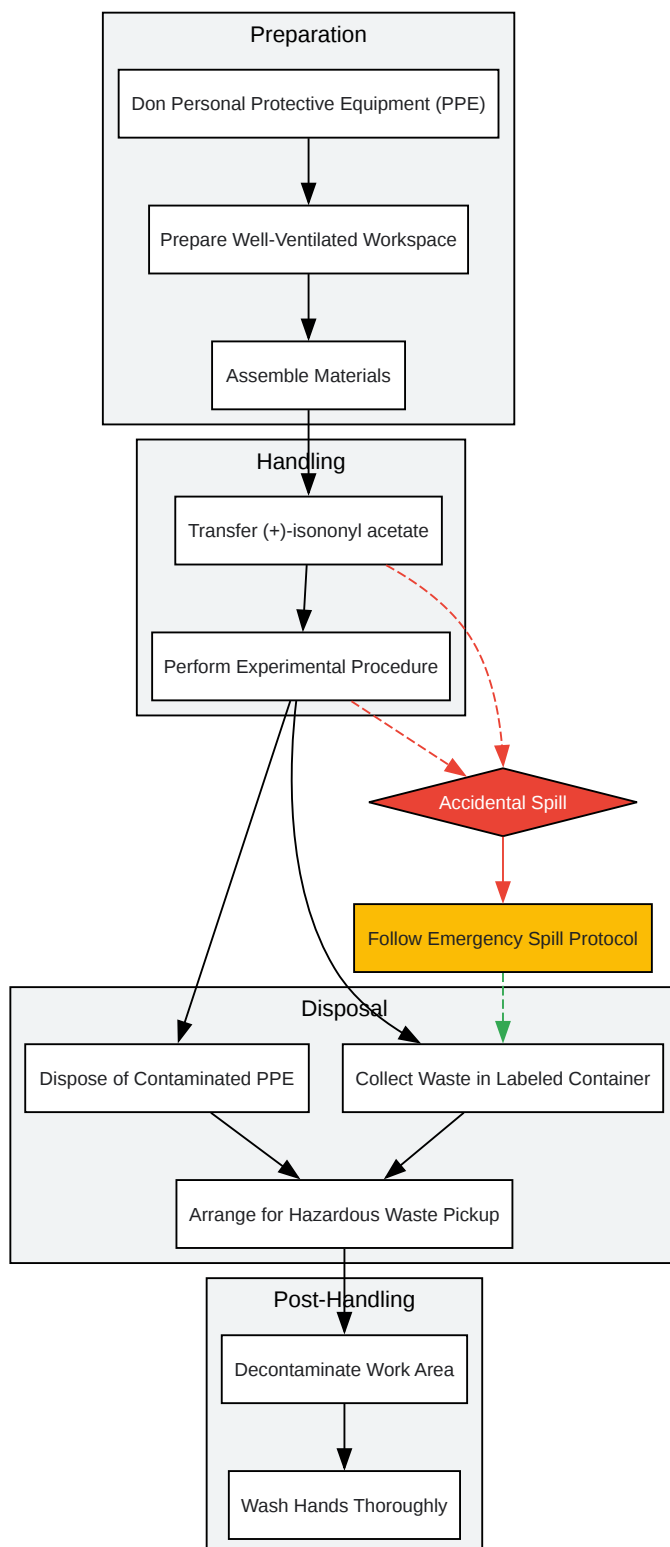 Preparation
Don Personal Protective Equipment (PPE)
Prepare Well-Ventilated Workspace
Assemble Materials
Handling
Transfer (+)-isononyl acetate
Perform Experimental Procedure
Accidental Spill
Follow Emergency Spill Protocol
Disposal
Dispose of Contaminated PPE
Collect Waste in Labeled Container
Arrange for Hazardous Waste Pickup
Post-Handling
Decontaminate Work Area
Wash Hands Thoroughly